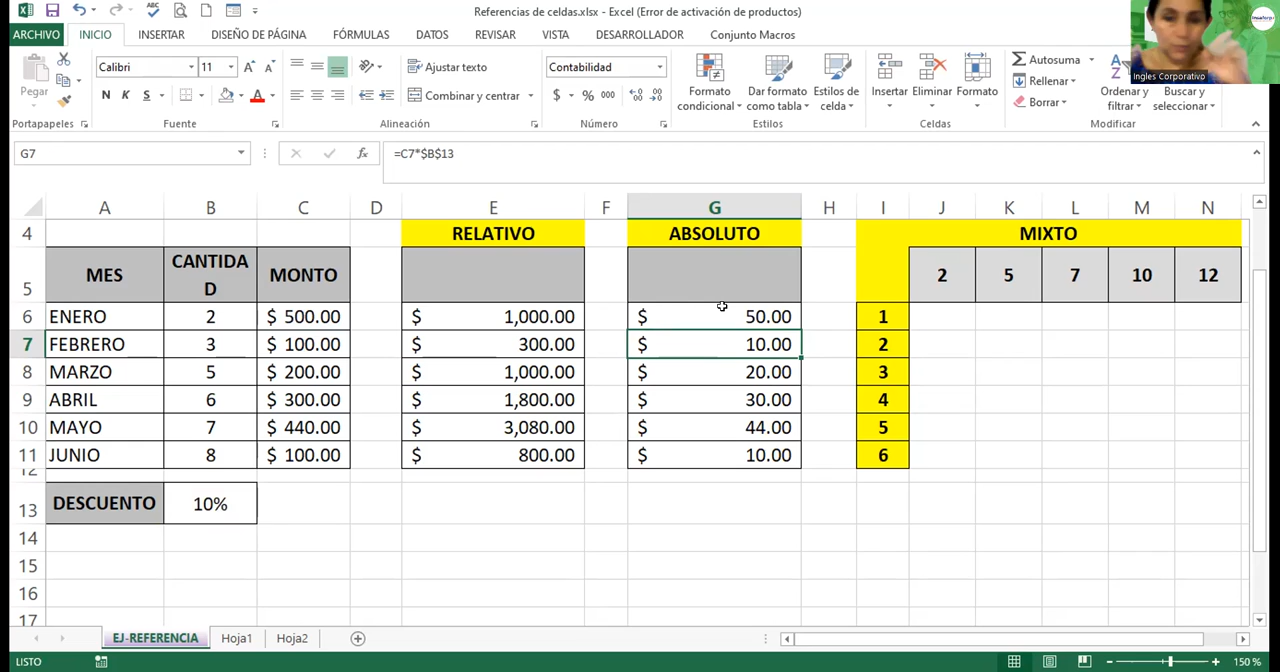 Referencias de celdas.xlsx - Excel (Error de activación de productos)
ARCHIVO INICIO INSERTAR DISEÑO DE PÁGINA FÓRMULAS DATOS REVISAR VISTA DESARROLLADOR Conjunto Macros
Pegar
Calibri 11
N K S
Ajustar texto
Combinar y centrar
Contabilidad
$ % 000
Formato condicional
Dar formato como tabla
Estilos de celda
Insertar Eliminar Formato
Autosuma
Rellenar
Borrar
Ordenar y filtrar
Buscar y seleccionar
Ingles Corporativo
Portapapeles Fuente Alineación Número Estilos Celdas Modificar
G7 fx =C7*$B$13
A B C D E F G H I J K L M N
4 RELATIVO ABSOLUTO MIXTO
5 MES CANTIDA D MONTO 2 5 7 10 12
6 ENERO 2 $ 500.00 $ 1,000.00 $ 50.00 1
7 FEBRERO 3 $ 100.00 $ 300.00 $ 10.00 2
8 MARZO 5 $ 200.00 $ 1,000.00 $ 20.00 3
9 ABRIL 6 $ 300.00 $ 1,800.00 $ 30.00 4
10 MAYO 7 $ 440.00 $ 3,080.00 $ 44.00 5
11 JUNIO 8 $ 100.00 $ 800.00 $ 10.00 6
12
13 DESCUENTO 10%
14
15
16
17
EJ-REFERENCIA Hoja1 Hoja2
LISTO 150 %